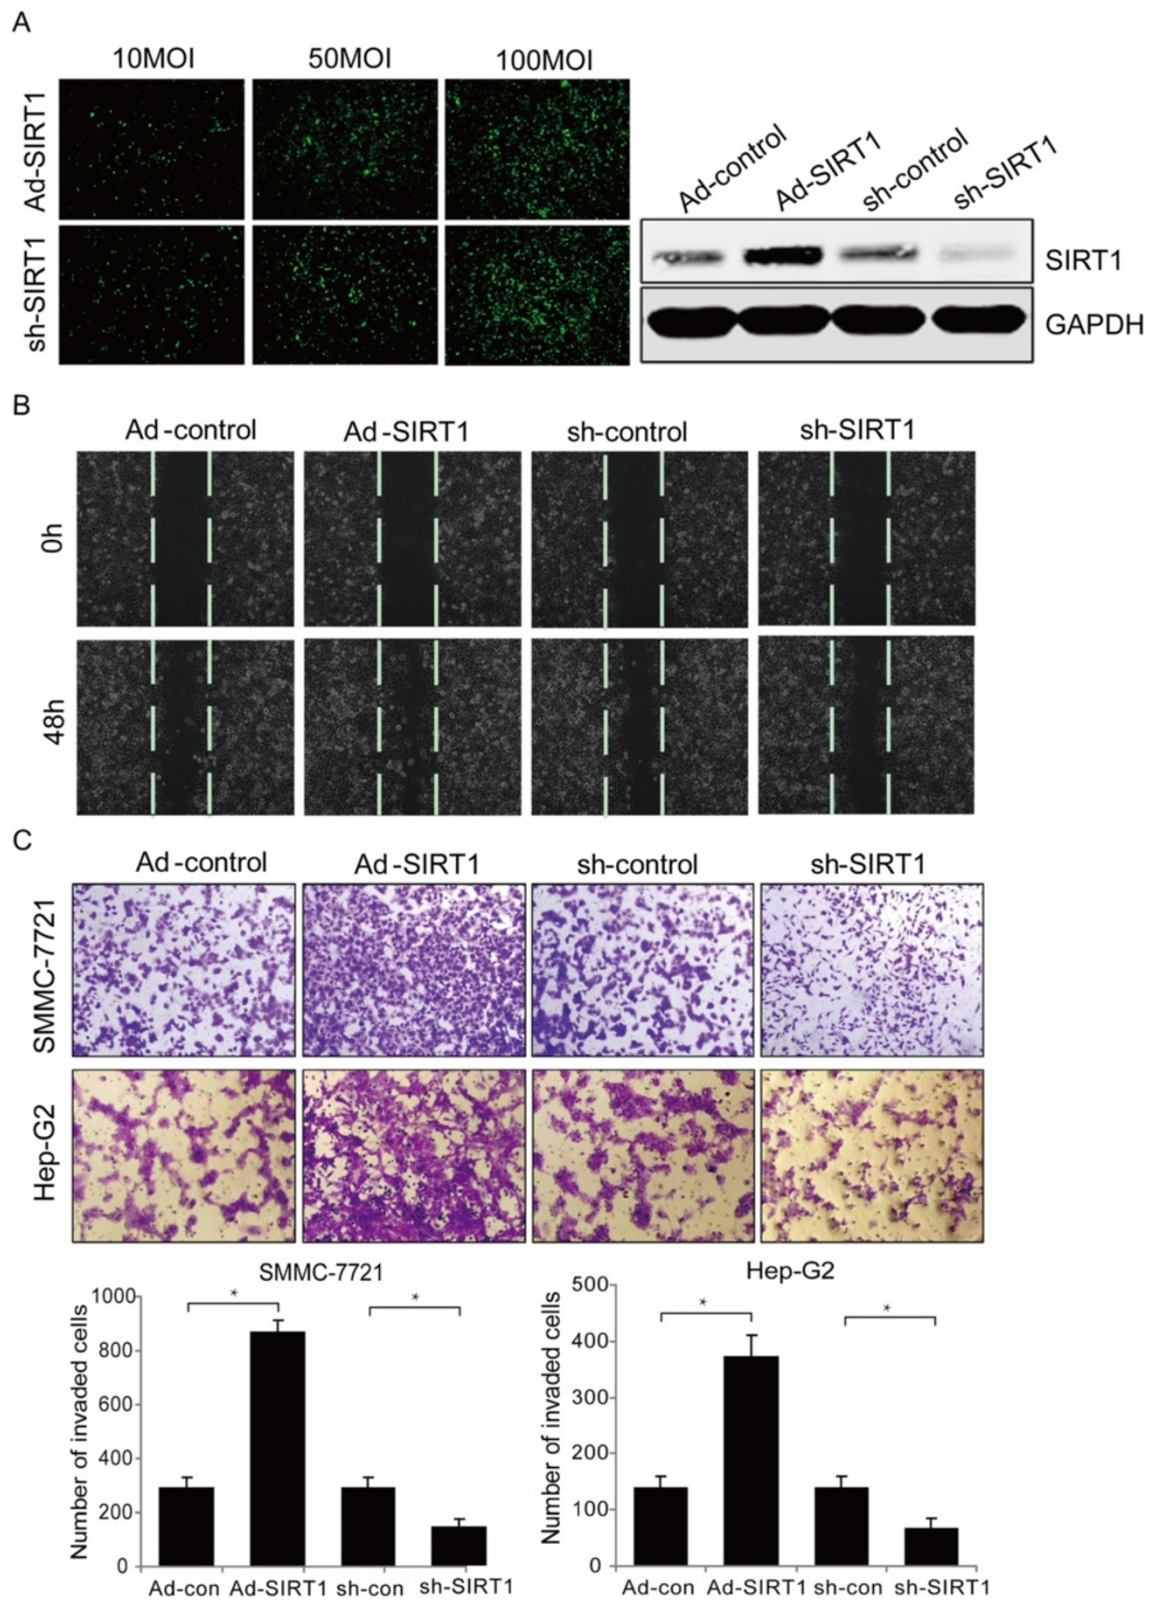 A
10MOI 50MOI 100MOI
Ad-SIRT1
sh-SIRT1
Ad-control Ad-SIRT1 sh-control sh-SIRT1
SIRT1
GAPDH
B
Ad-control Ad-SIRT1 sh-control sh-SIRT1
0h
48h
C
Ad-control Ad-SIRT1 sh-control sh-SIRT1
SMMC-7721
Hep-G2
SMMC-7721
Number of invaded cells
1000
800
600
400
200
0
*
*
Ad-con Ad-SIRT1 sh-con sh-SIRT1
Hep-G2
Number of invaded cells
500
400
300
200
100
0
*
*
Ad-con Ad-SIRT1 sh-con sh-SIRT1